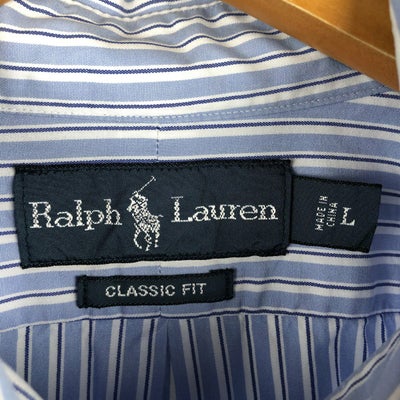 Ralph Lauren
MADE IN
CHINA
L
CLASSIC FIT